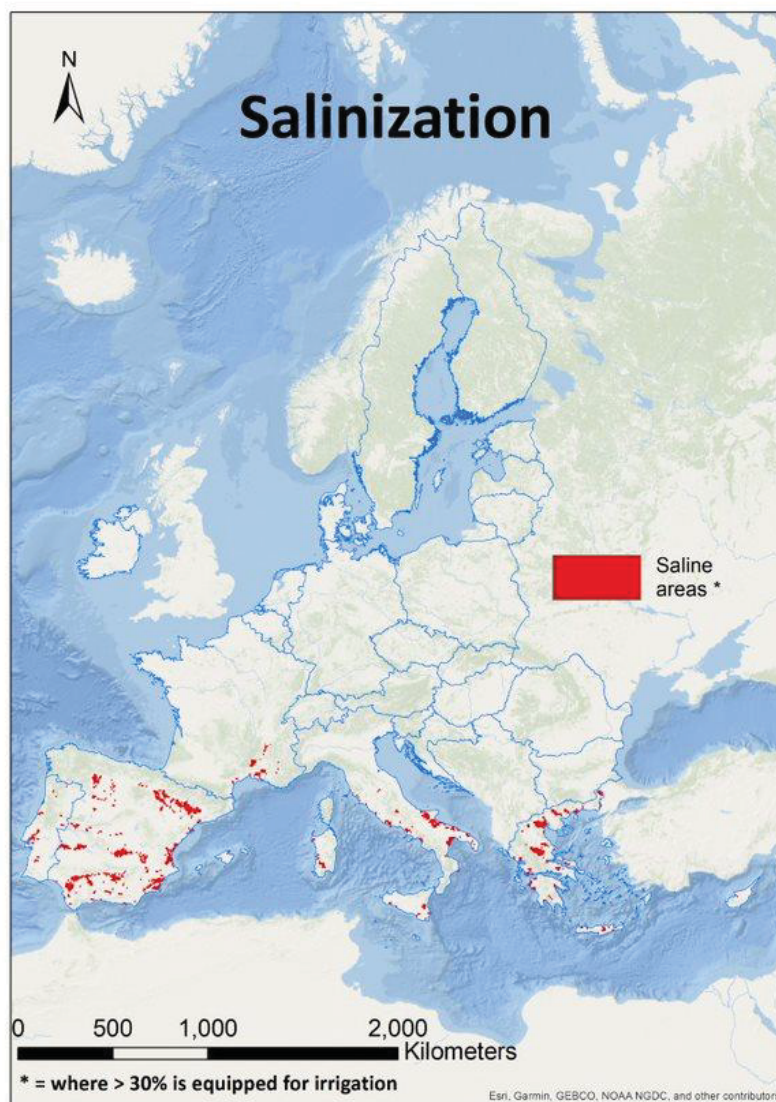 N
Salinization
Saline
areas *
0 500 1,000 2,000
Kilometers
* = where > 30% is equipped for irrigation
Esri, Garmin, GEBCO, NOAA NGDC, and other contributors